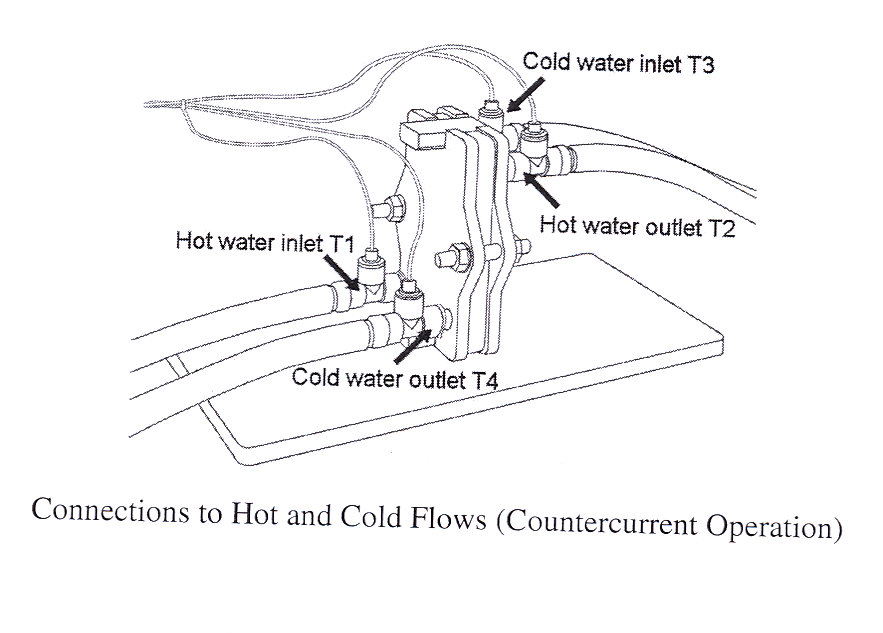 Cold water inlet T3
Hot water outlet T2
Hot water inlet T1
Cold water outlet T4
Connections to Hot and Cold Flows (Countercurrent Operation)